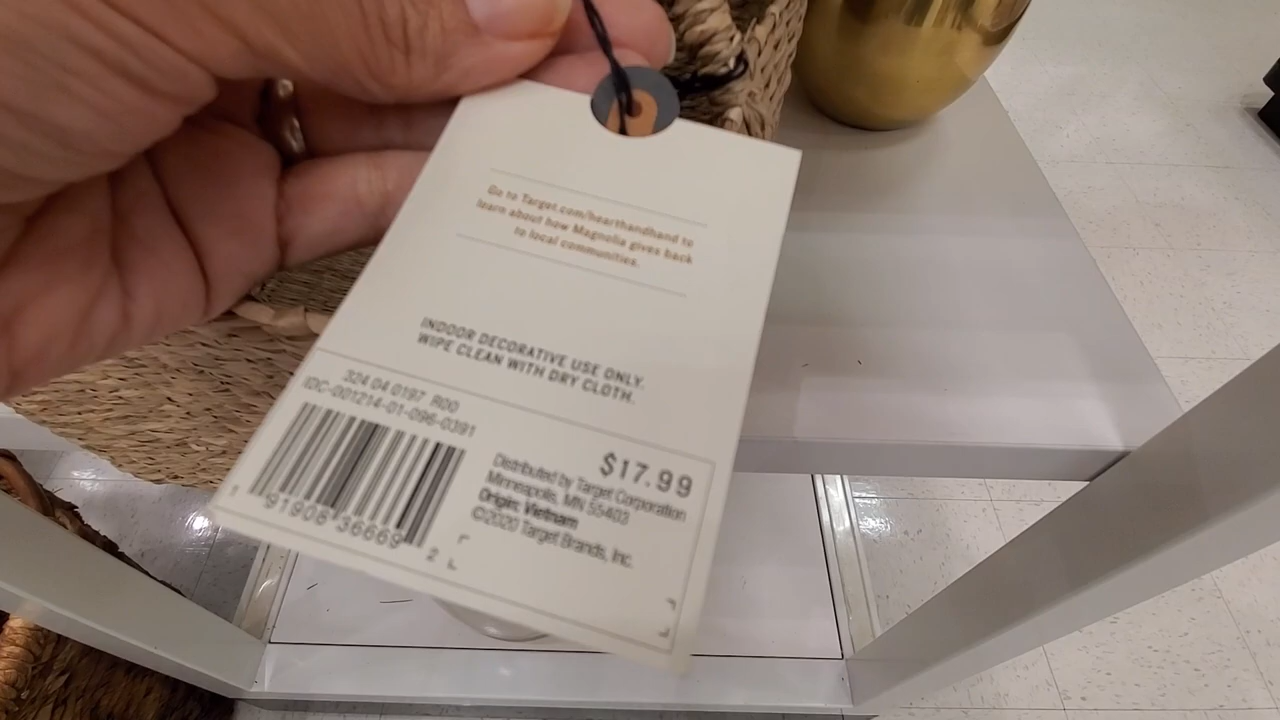 Go to Target.com/hearthandhand to
learn about how Magnolia gives back
to local communities.
INDOOR DECORATIVE USE ONLY.
WIPE CLEAN WITH DRY CLOTH.
324 04 0197 R00
IDC-001214-01-096-0391
1 91908 36669 2
$17.99
Distributed by Target Corporation
Minneapolis, MN 55403
Origin: Vietnam
©2020 Target Brands, Inc.